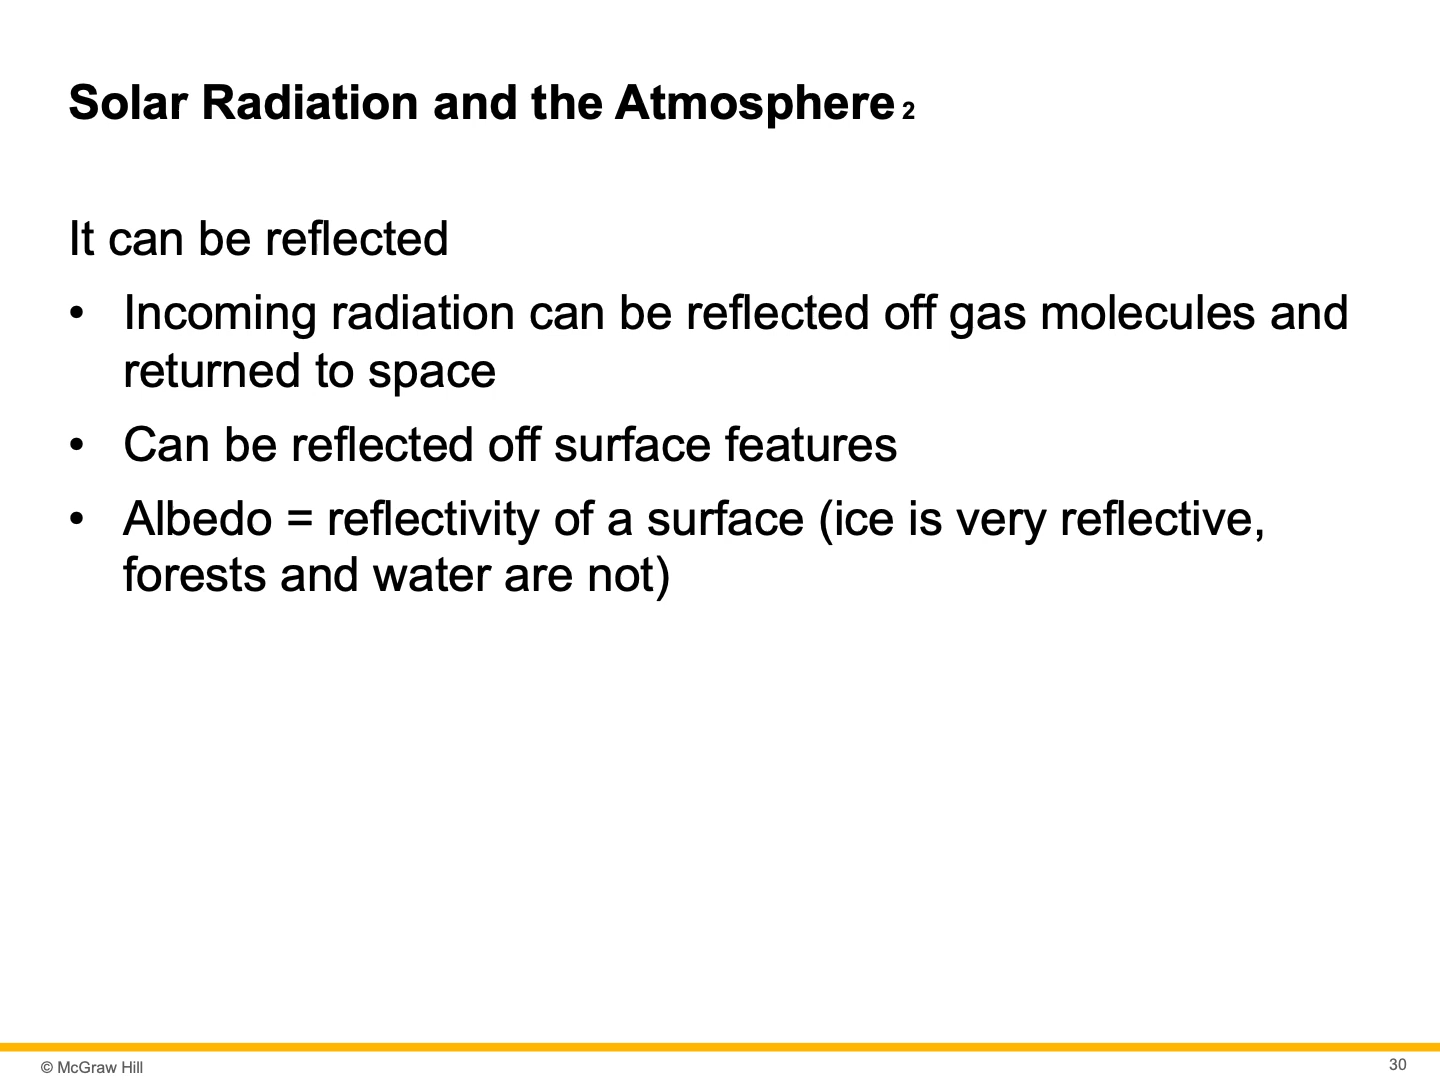 Solar Radiation and the Atmosphere 2
It can be reflected
• Incoming radiation can be reflected off gas molecules and
returned to space
• Can be reflected off surface features
• Albedo = reflectivity of a surface (ice is very reflective,
forests and water are not)
© McGraw Hill
30